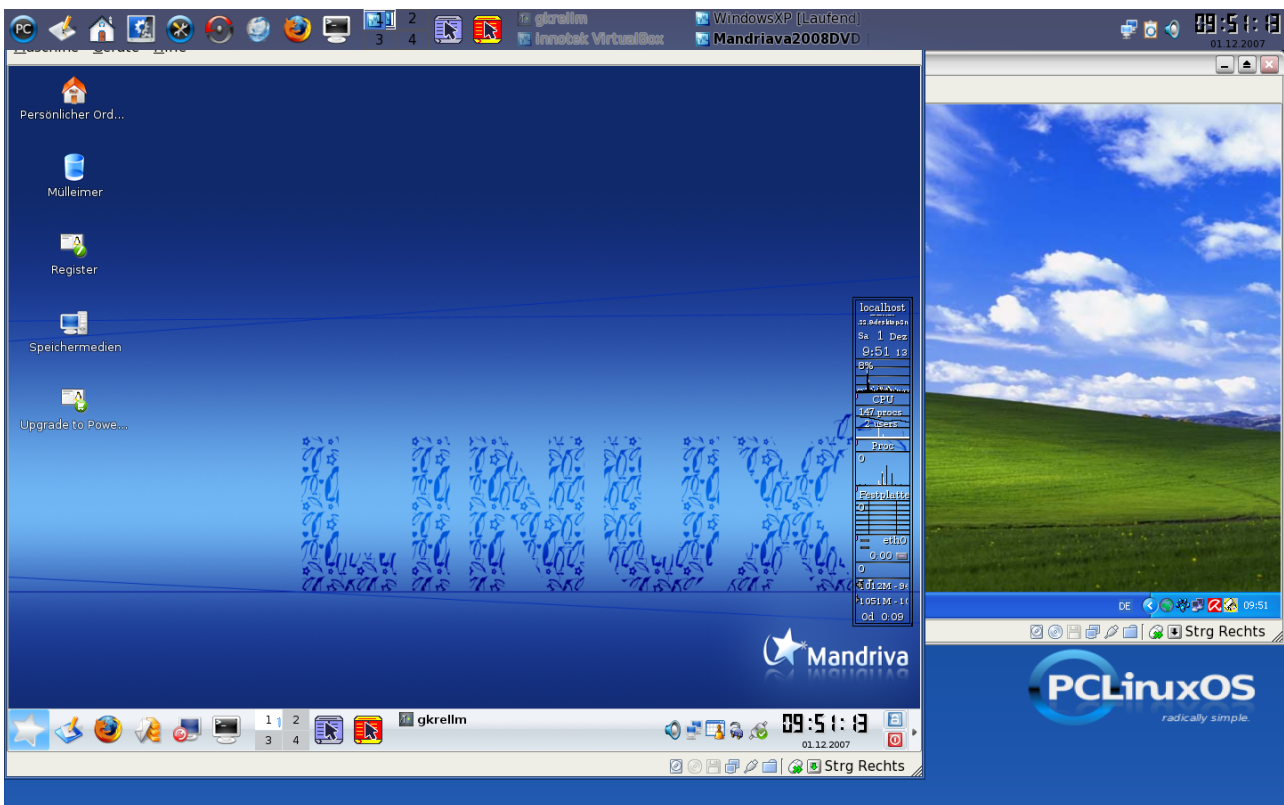 PC
1 2
3 4
gkrellm
innotek VirtualBox
WindowsXP [Laufend]
Mandriava2008DVD
09:51:13
01.12.2007
Persönlicher Ord...
Mülleimer
Register
Speichermedien
Upgrade to Powe...
localhost
Sa 1 Dez
9:51 13
8%
CPU
147 procs
2 users
Proc
0
Festplatte
0
eth0
0:00
0
0d 0:09
LINUX
Mandriva
1 2
3 4
gkrellm
09:51:13
01.12.2007
Strg Rechts
DE
09:51
Strg Rechts
PCLinuxOS
radically simple.